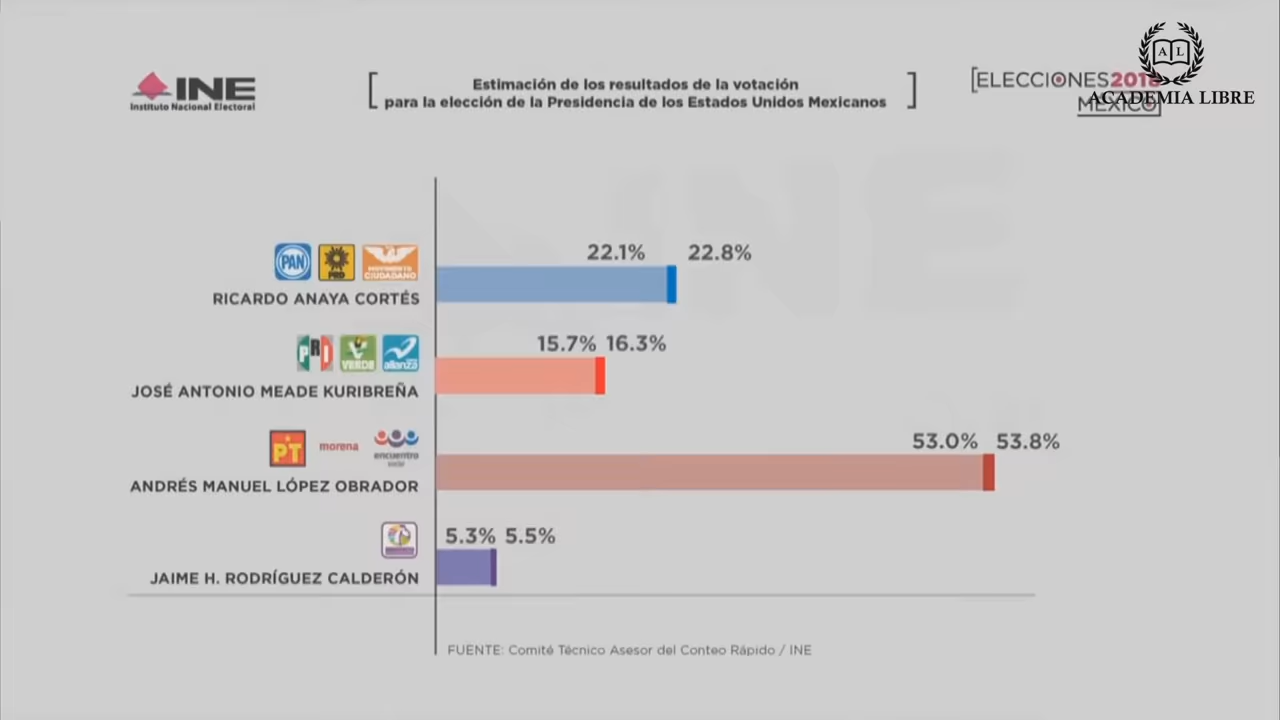 INE
Instituto Nacional Electoral
Estimación de los resultados de la votación
para la elección de la Presidencia de los Estados Unidos Mexicanos
ELECCIONES2018
MÉXICO
A L
ACADEMIA LIBRE
PAN
PRD
MOVIMIENTO
CIUDADANO
22.1% 22.8%
RICARDO ANAYA CORTÉS
PRI
VERDE
alianza
15.7% 16.3%
JOSÉ ANTONIO MEADE KURIBREÑA
PT
morena
encuentro
social
53.0% 53.8%
ANDRÉS MANUEL LÓPEZ OBRADOR
5.3% 5.5%
JAIME H. RODRÍGUEZ CALDERÓN
FUENTE: Comité Técnico Asesor del Conteo Rápido / INE